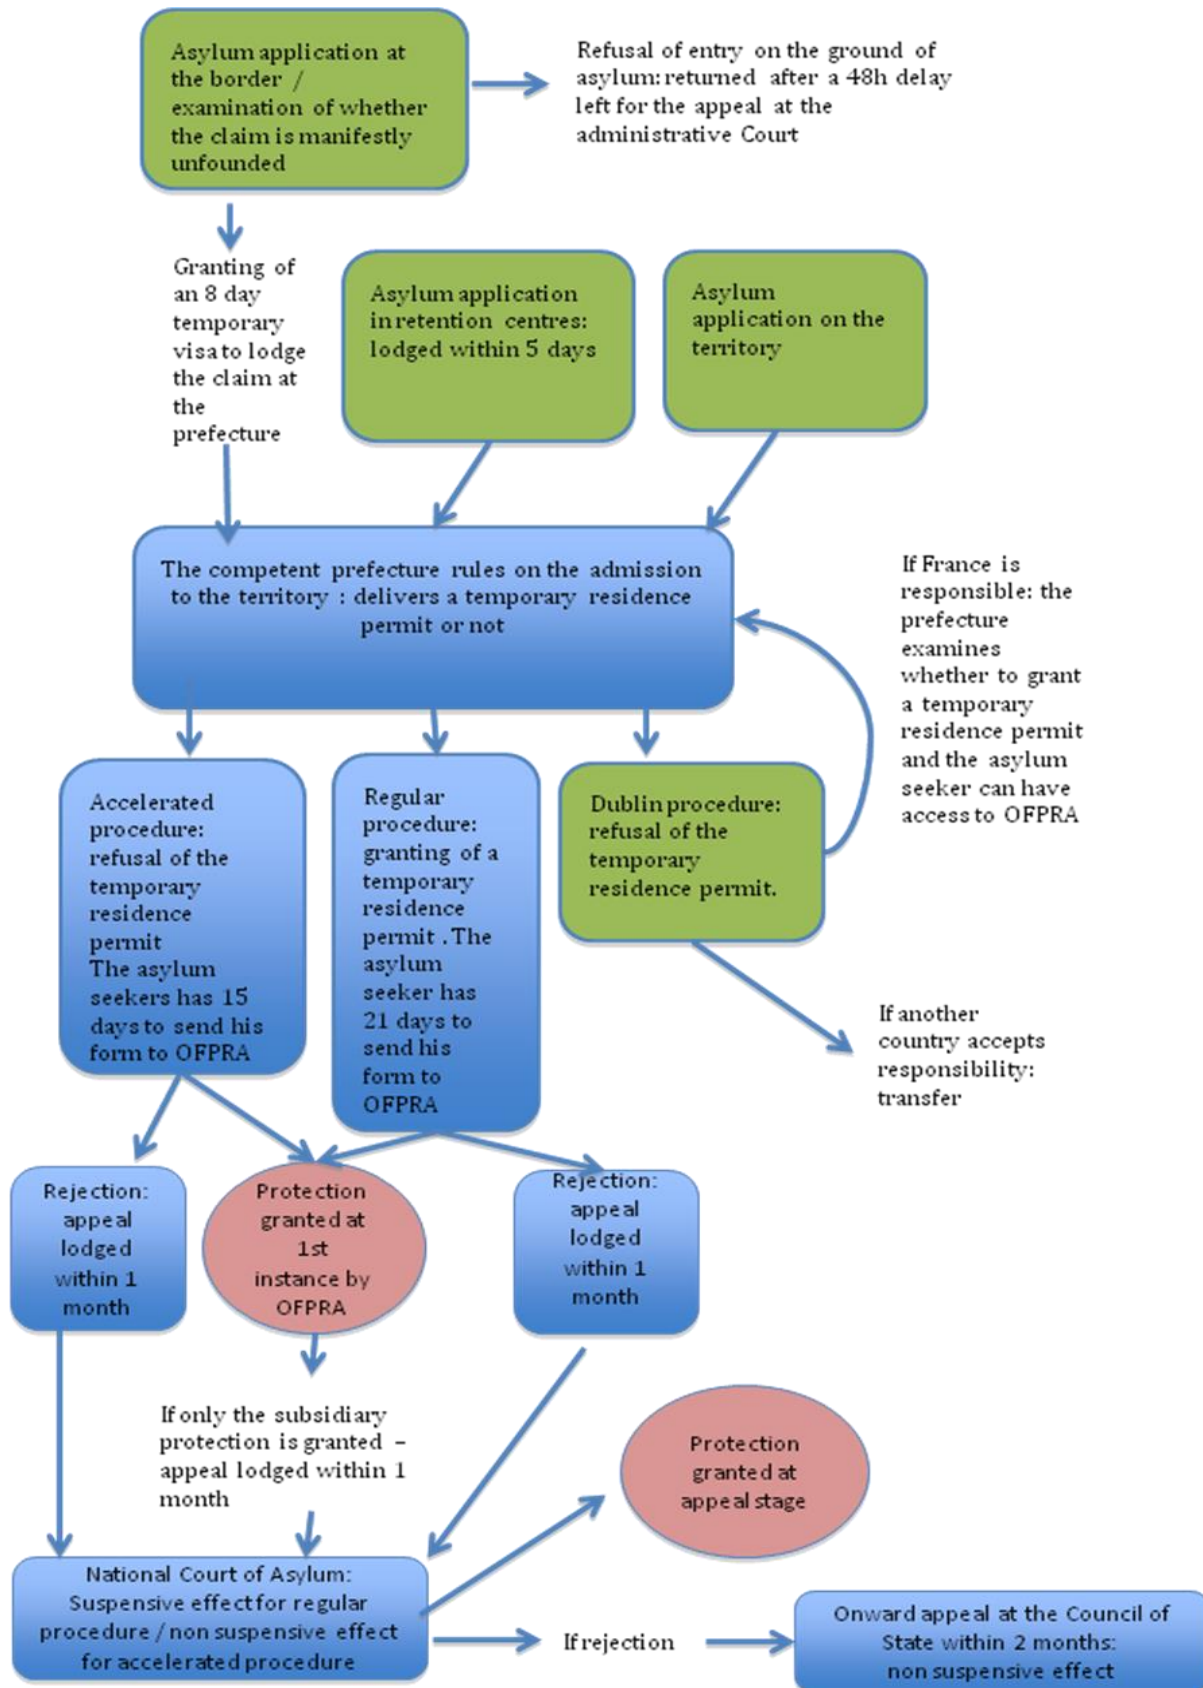 Asylum application at
the border /
examination of whether
the claim is manifestly
unfounded
Refusal of entry on the ground of
asylum: returned after a 48h delay
left for the appeal at the
administrative Court
Granting of
an 8 day
temporary
visa to lodge
the claim at
the
prefecture
Asylum application
in retention centres:
lodged within 5 days
Asylum
application on the
territory
The competent prefecture rules on the admission
to the territory : delivers a temporary residence
permit or not
If France is
responsible: the
prefecture
examines
whether to grant
a temporary
residence permit
and the asylum
seeker can have
access to OFPRA
Accelerated
procedure:
refusal of the
temporary
residence
permit
The asylum
seekers has 15
days to send his
form to OFPRA
Regular
procedure:
granting of a
temporary
residence
permit . The
asylum
seeker has
21 days to
send his
form to
OFPRA
Dublin procedure:
refusal of the
temporary
residence permit.
If another
country accepts
responsibility:
transfer
Rejection:
appeal
lodged
within 1
month
Protection
granted at
1st
instance by
OFPRA
Rejection:
appeal
lodged
within 1
month
If only the subsidiary
protection is granted –
appeal lodged within 1
month
Protection
granted at
appeal stage
National Court of Asylum:
Suspensive effect for regular
procedure / non suspensive effect
for accelerated procedure
If rejection
Onward appeal at the Council of
State within 2 months:
non suspensive effect